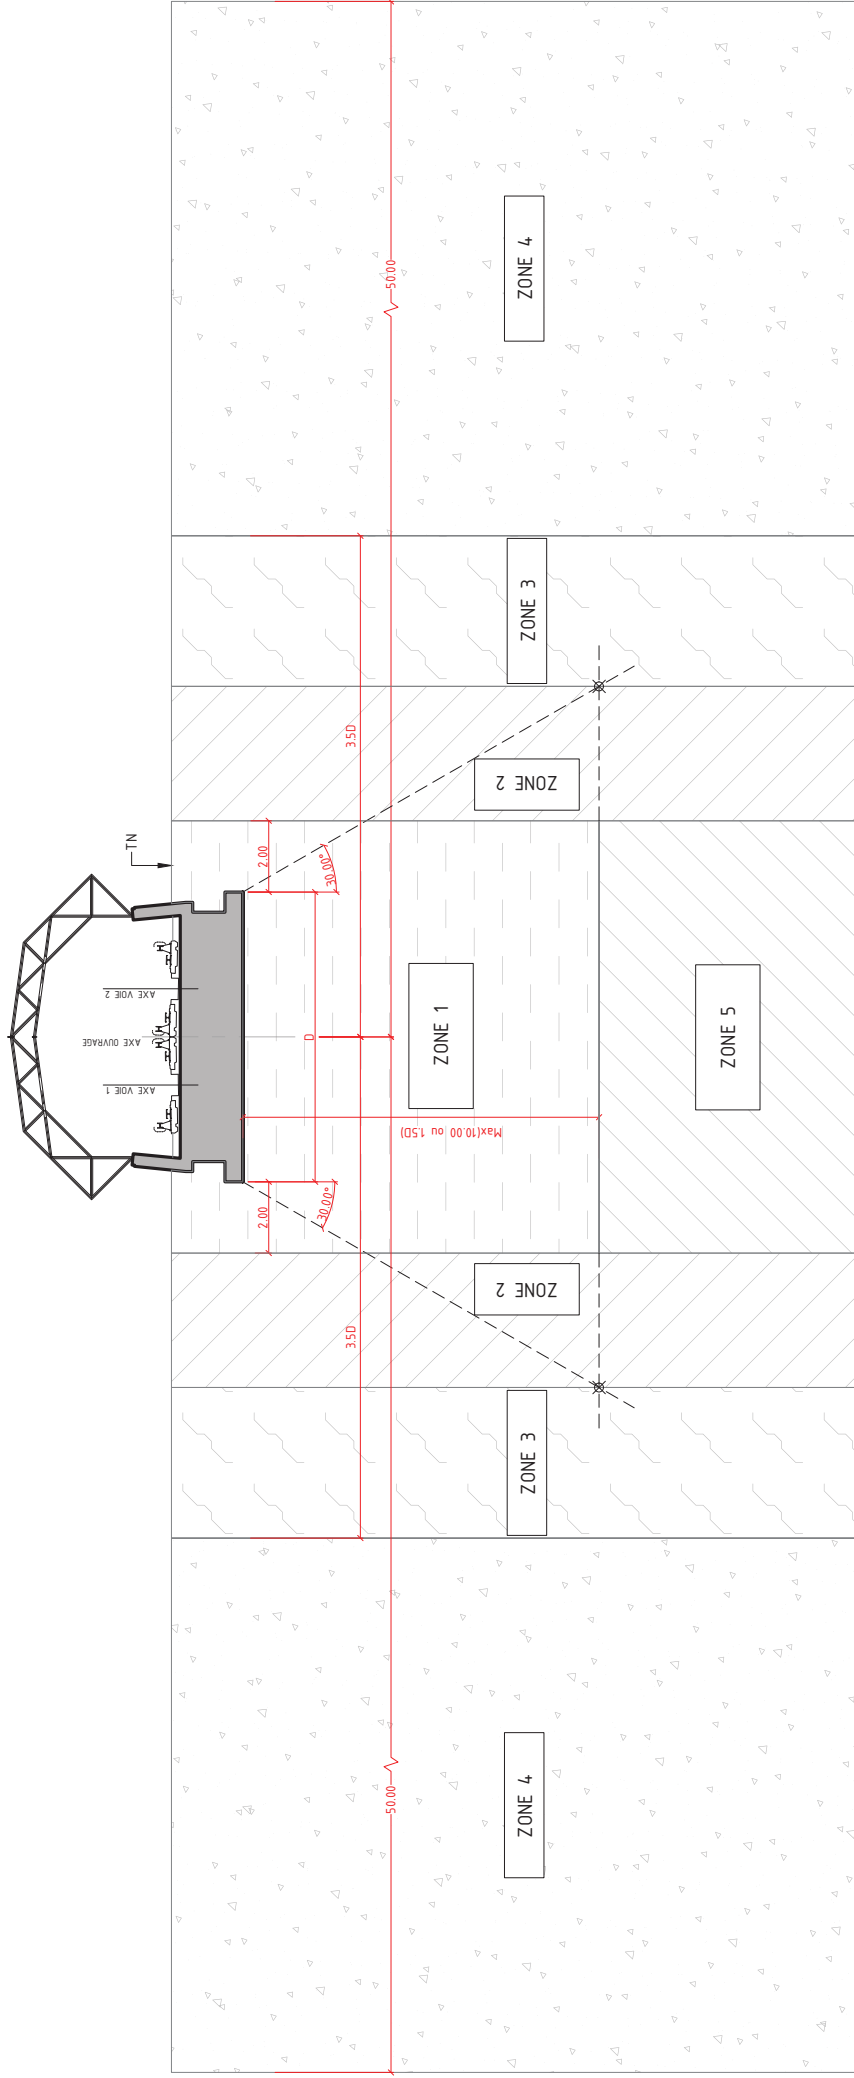 TN
AXE VOIE 1
AXE OUVRAGE
AXE VOIE 2
2.00
2.00
30.00°
30.00°
D
3.5D
3.5D
50.00
50.00
Max(10.00 ou 1.5D)
ZONE 4
ZONE 3
ZONE 2
ZONE 1
ZONE 2
ZONE 3
ZONE 4
ZONE 5